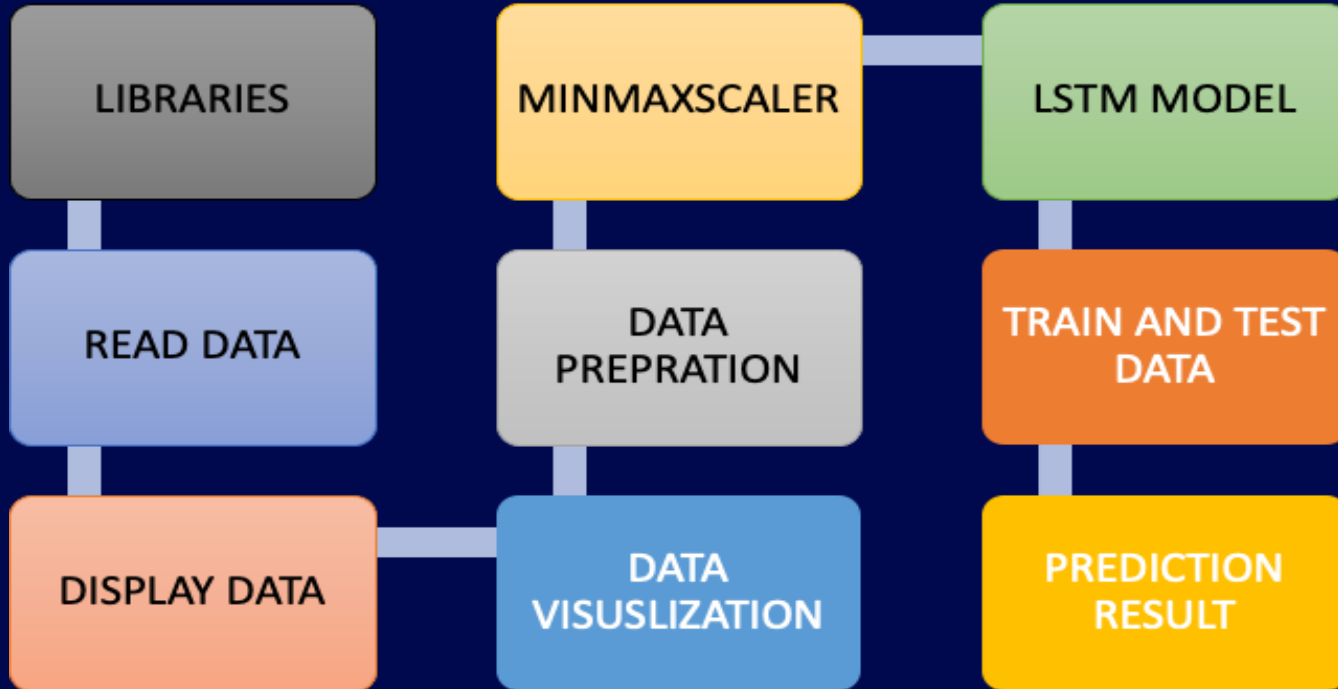 LIBRARIES
READ DATA
DISPLAY DATA
DATA
VISUSLIZATION
DATA
PREPRATION
MINMAXSCALER
LSTM MODEL
TRAIN AND TEST
DATA
PREDICTION
RESULT